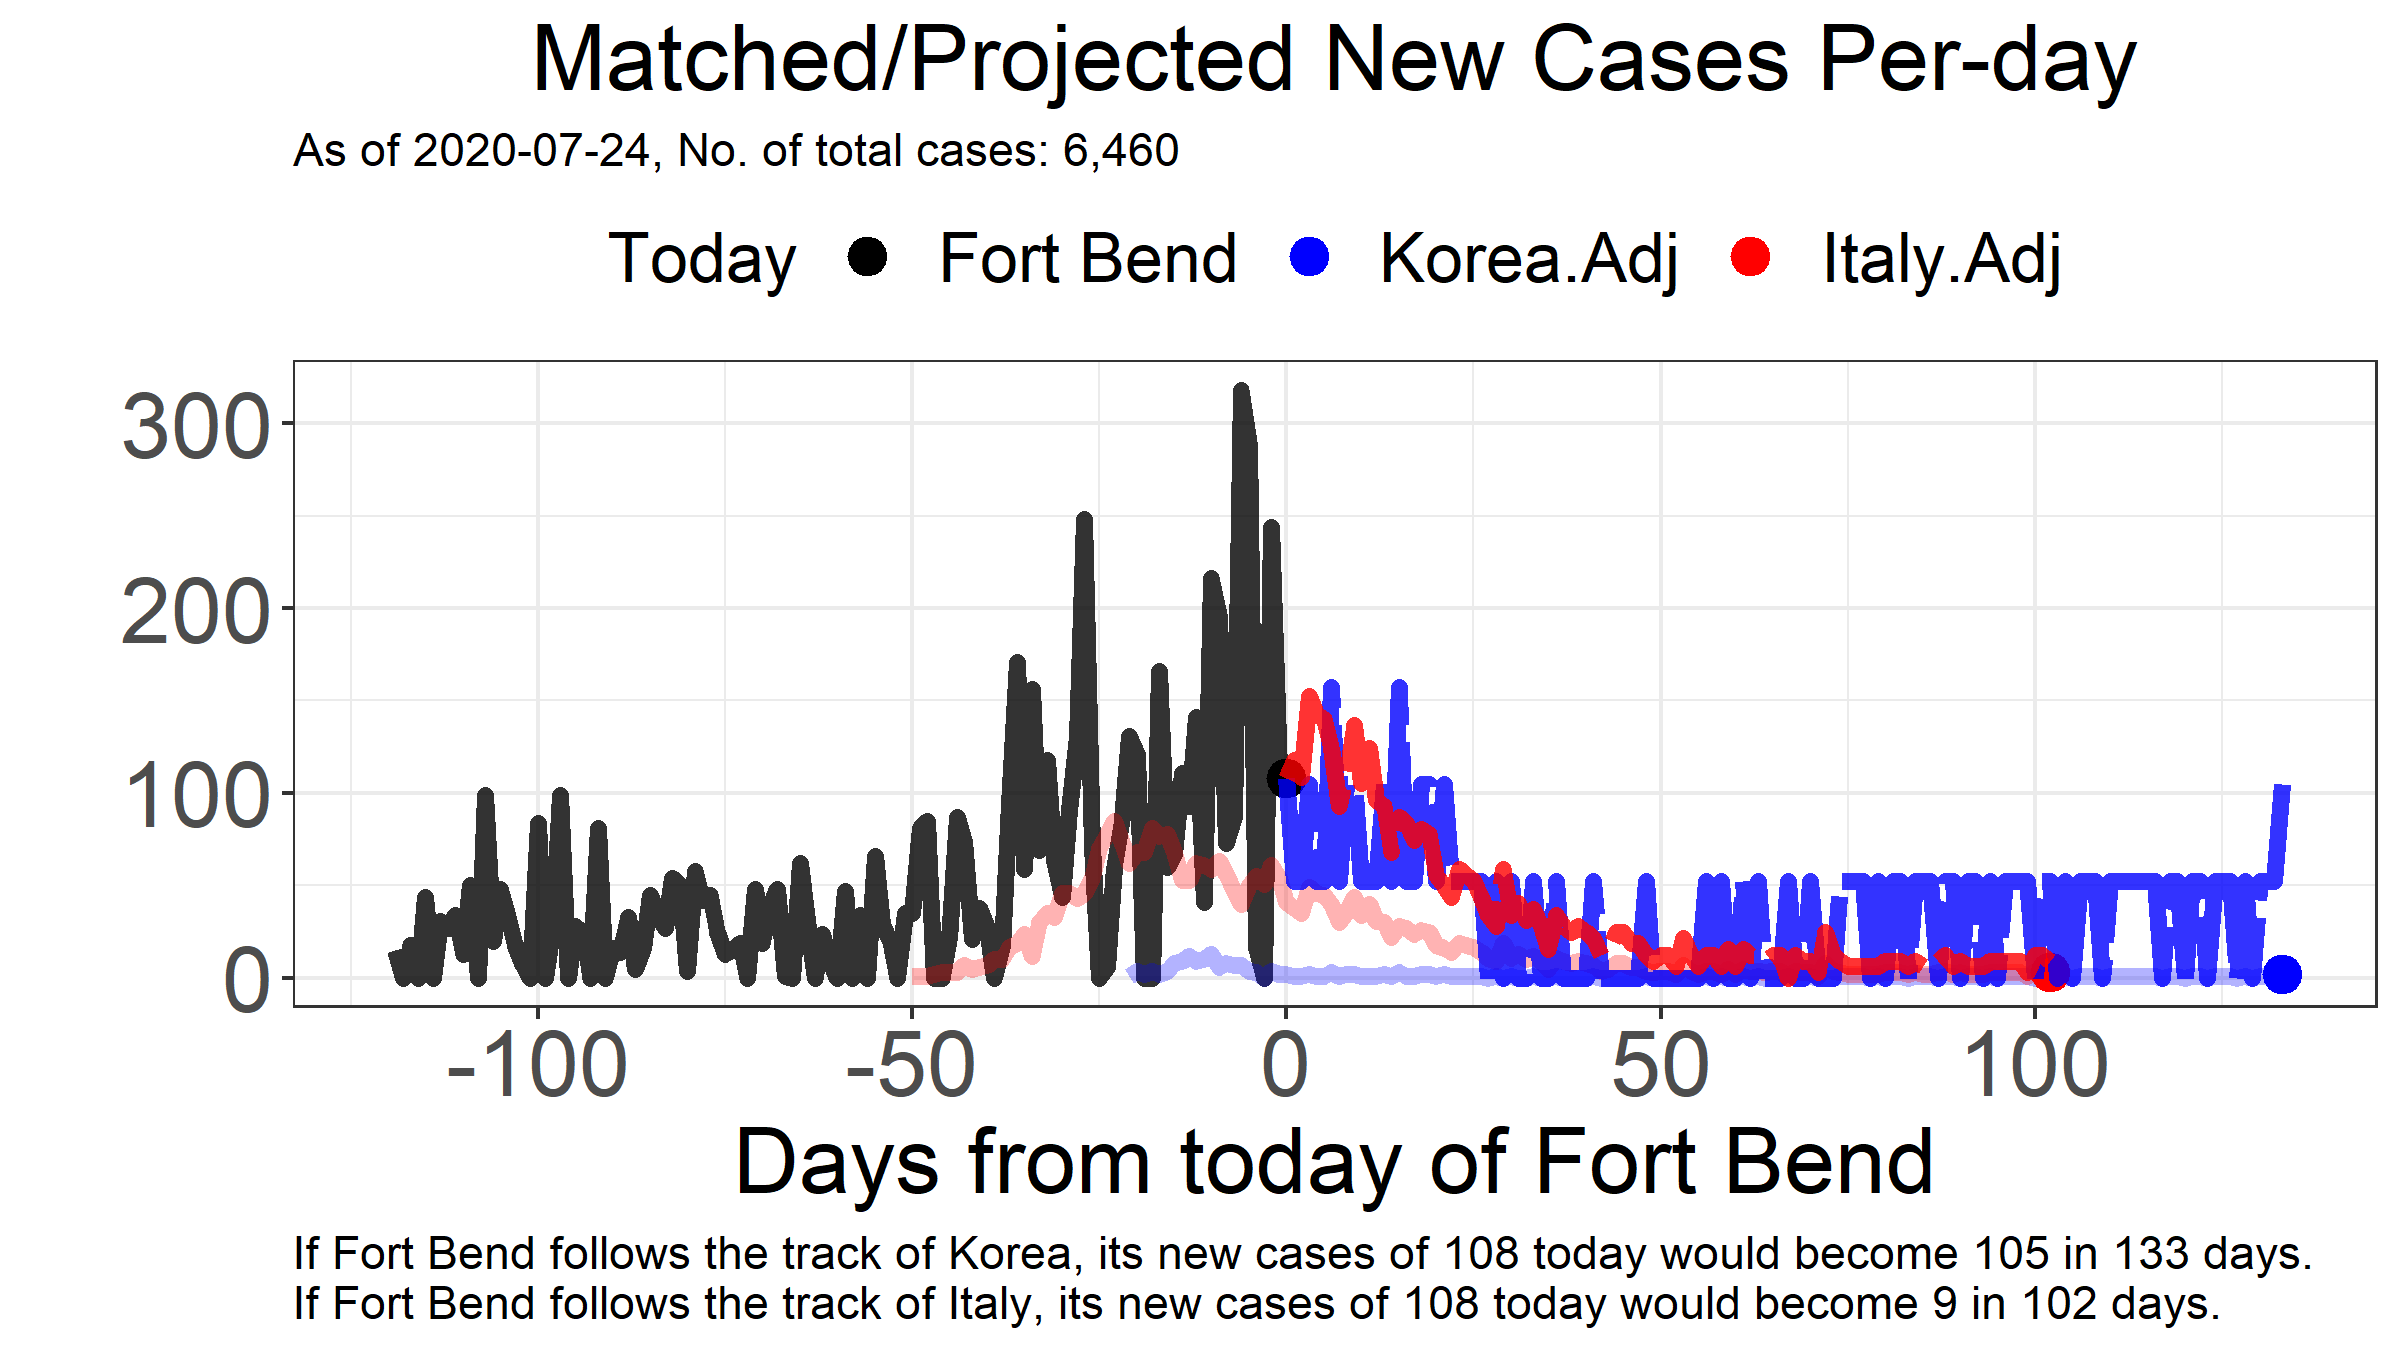 Matched/Projected New Cases Per-day
As of 2020-07-24, No. of total cases: 6,460
Today Fort Bend Korea.Adj Italy.Adj
300
200
100
0
-100 -50 0 50 100
Days from today of Fort Bend
If Fort Bend follows the track of Korea, its new cases of 108 today would become 105 in 133 days.
If Fort Bend follows the track of Italy, its new cases of 108 today would become 9 in 102 days.